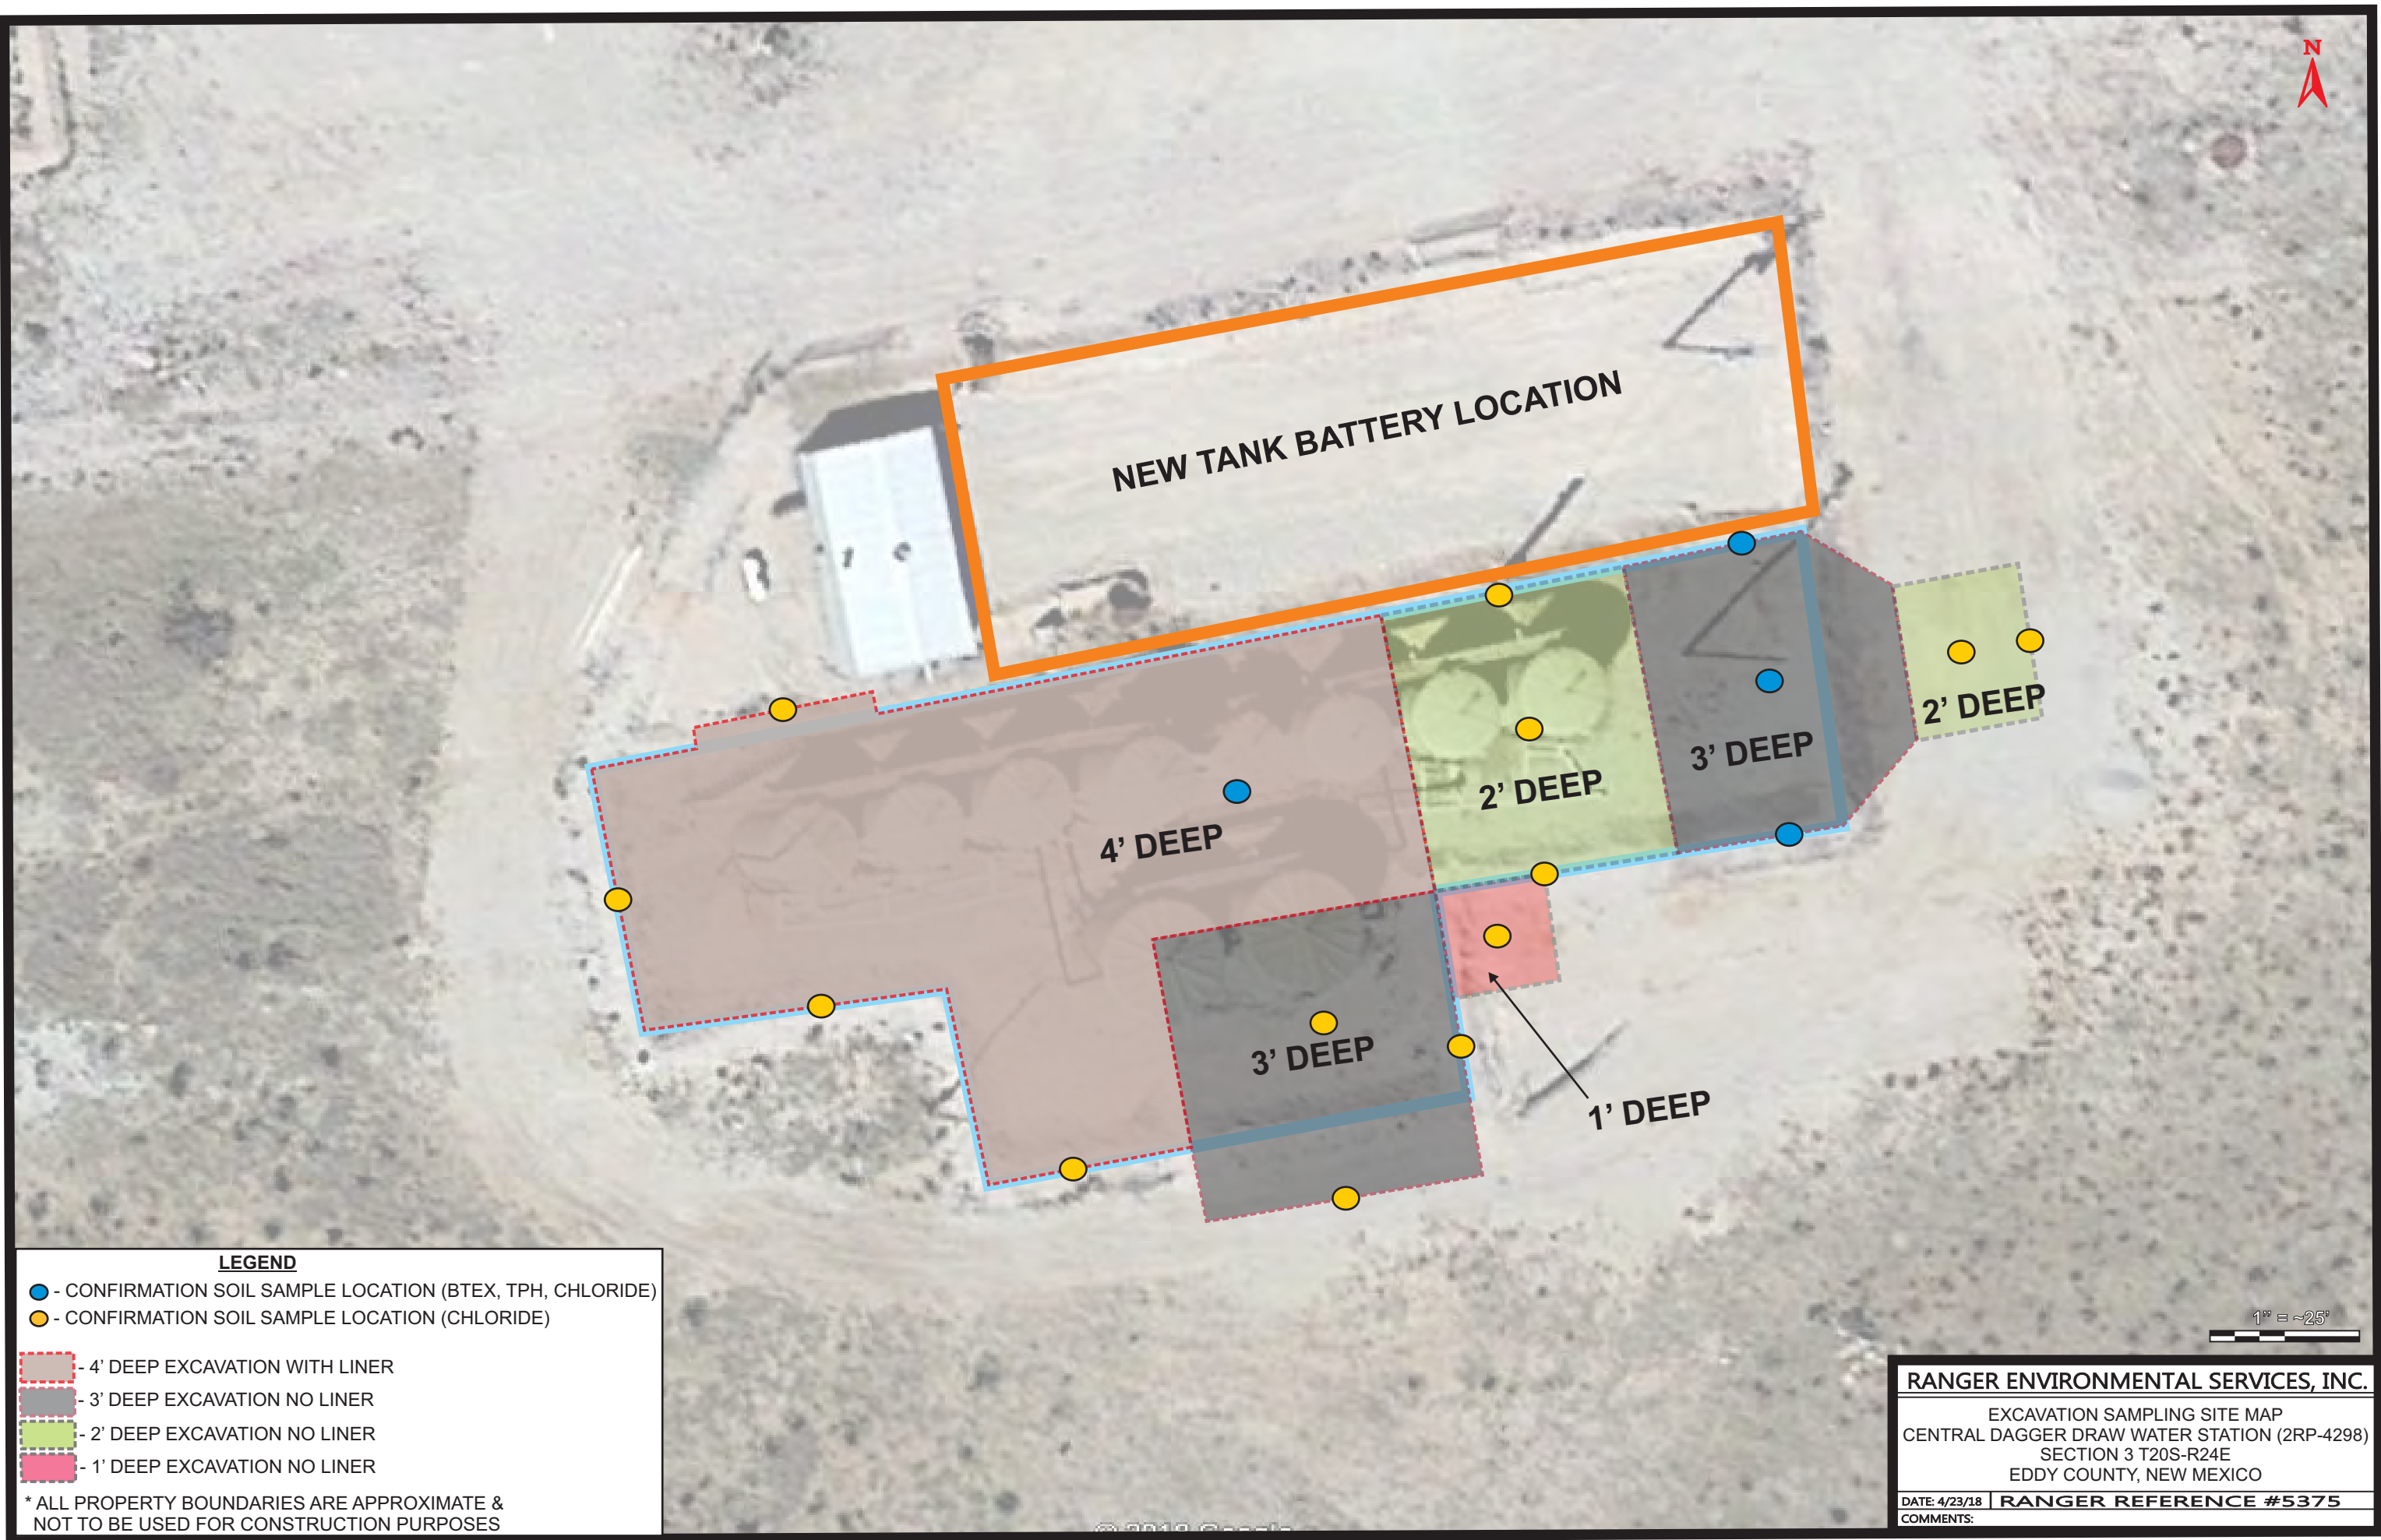 N
NEW TANK BATTERY LOCATION
2’ DEEP
3’ DEEP
2’ DEEP
4’ DEEP
3’ DEEP
1’ DEEP
LEGEND
- CONFIRMATION SOIL SAMPLE LOCATION (BTEX, TPH, CHLORIDE)
- CONFIRMATION SOIL SAMPLE LOCATION (CHLORIDE)
- 4’ DEEP EXCAVATION WITH LINER
- 3’ DEEP EXCAVATION NO LINER
- 2’ DEEP EXCAVATION NO LINER
- 1’ DEEP EXCAVATION NO LINER
* ALL PROPERTY BOUNDARIES ARE APPROXIMATE &
NOT TO BE USED FOR CONSTRUCTION PURPOSES
© 2018 Google
1” = ~25’
RANGER ENVIRONMENTAL SERVICES, INC.
EXCAVATION SAMPLING SITE MAP
CENTRAL DAGGER DRAW WATER STATION (2RP-4298)
SECTION 3 T20S-R24E
EDDY COUNTY, NEW MEXICO
DATE: 4/23/18 RANGER REFERENCE #5375
COMMENTS: